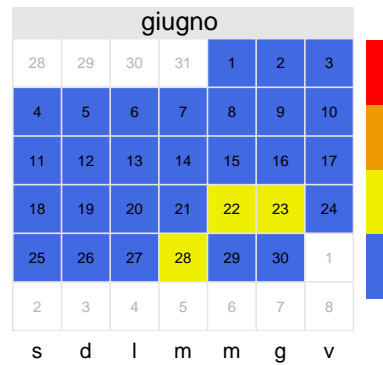 giugno
28 29 30 31 1 2 3
4 5 6 7 8 9 10
11 12 13 14 15 16 17
18 19 20 21 22 23 24
25 26 27 28 29 30 1
2 3 4 5 6 7 8
s d l m m g v